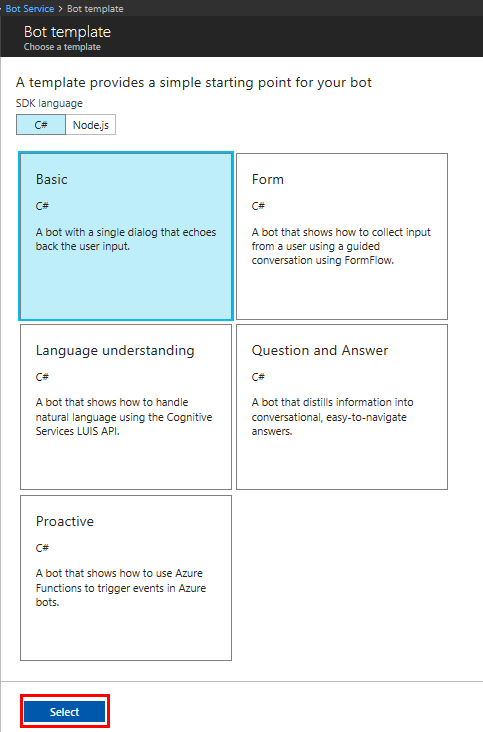 Bot Service > Bot template
Bot template
Choose a template
A template provides a simple starting point for your bot
SDK language
C# Node.js
Basic
C#
A bot with a single dialog that echoes
back the user input.
Form
C#
A bot that shows how to collect input
from a user using a guided
conversation using FormFlow.
Language understanding
C#
A bot that shows how to handle
natural language using the Cognitive
Services LUIS API.
Question and Answer
C#
A bot that distills information into
conversational, easy-to-navigate
answers.
Proactive
C#
A bot that shows how to use Azure
Functions to trigger events in Azure
bots.
Select